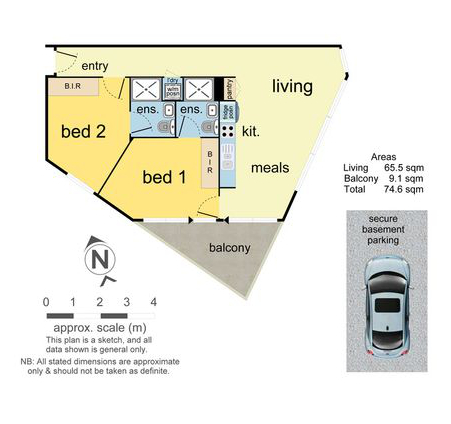 entry
B.I.R
l'dry
w/m
posn
pantry
living
ens.
ens.
fridge
posn
bed 2
kit.
bed 1
B
I
R
meals
Areas
Living 65.5 sqm
Balcony 9.1 sqm
Total 74.6 sqm
balcony
secure
basement
parking
N
0 1 2 3 4
approx. scale (m)
This plan is a sketch, and all
data shown is general only.
NB: All stated dimensions are approximate
only & should not be taken as definite.